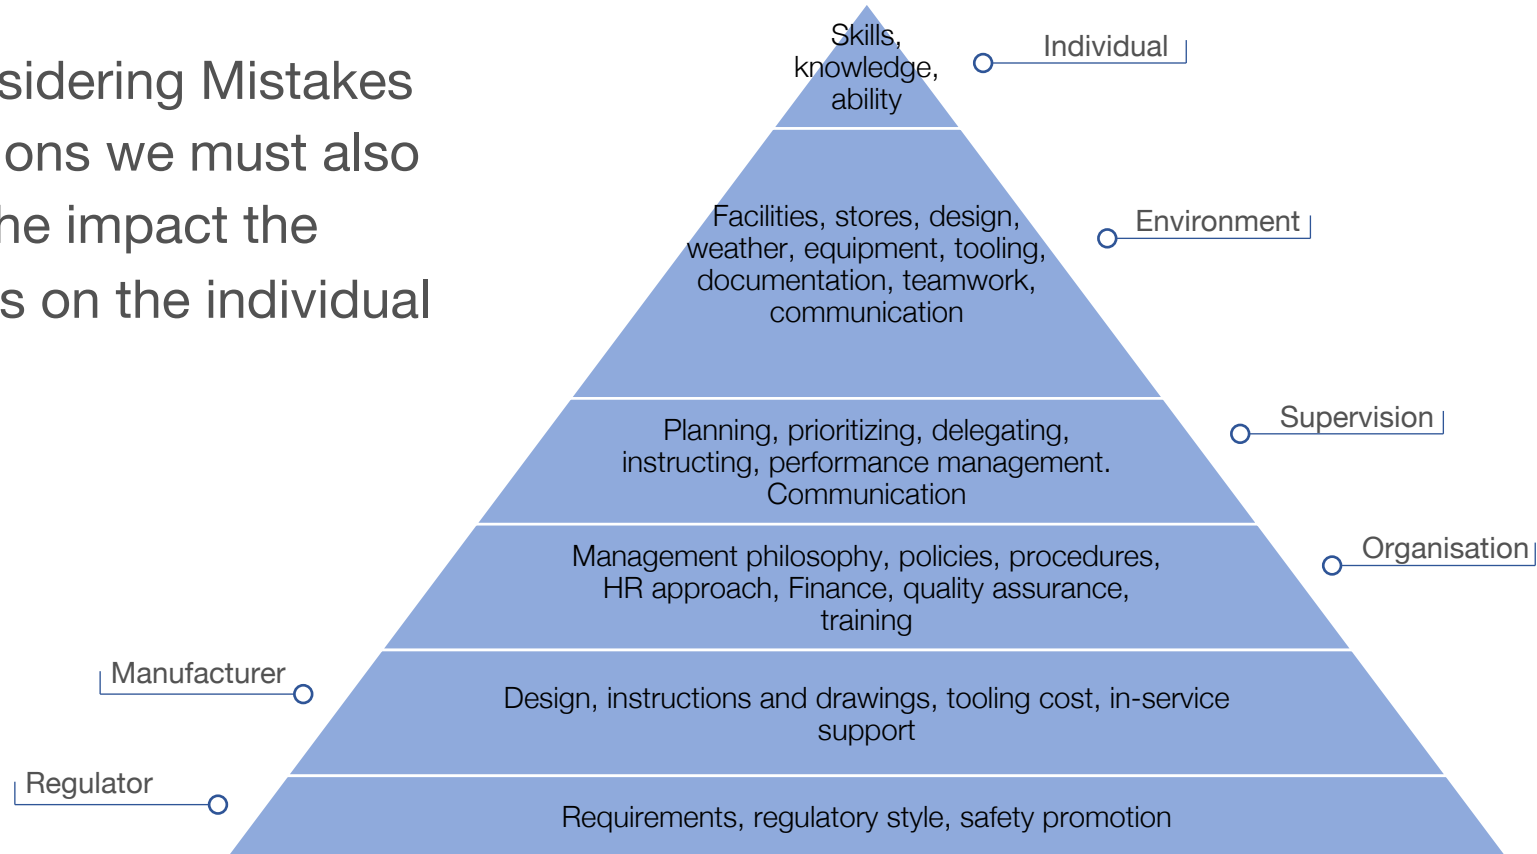 sidering Mistakes
ons we must also
he impact the
s on the individual
Skills,
knowledge,
ability
Individual
Facilities, stores, design,
weather, equipment, tooling,
documentation, teamwork,
communication
Environment
Planning, prioritizing, delegating,
instructing, performance management.
Communication
Supervision
Management philosophy, policies, procedures,
HR approach, Finance, quality assurance,
training
Organisation
Manufacturer
Design, instructions and drawings, tooling cost, in-service
support
Regulator
Requirements, regulatory style, safety promotion